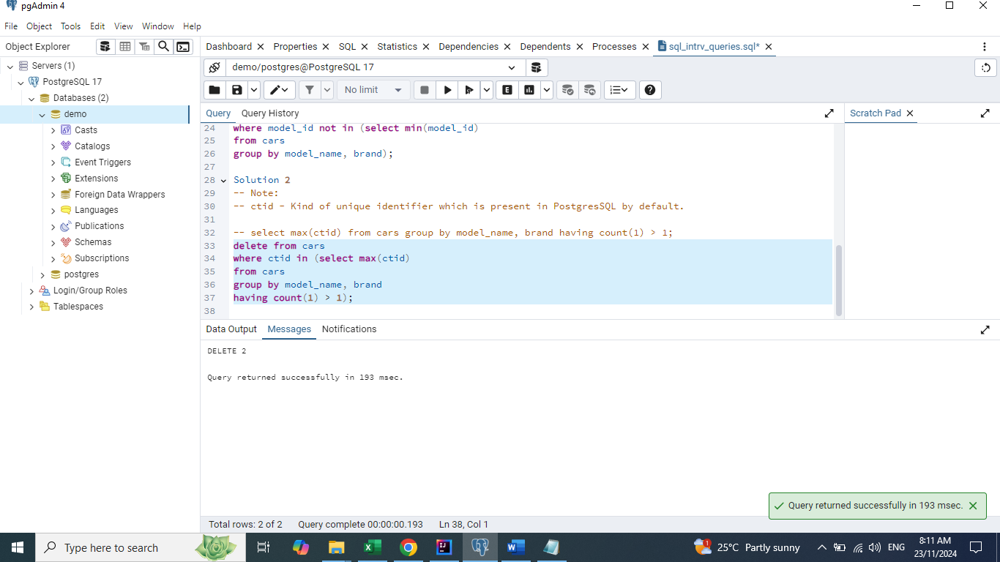 pgAdmin 4
File Object Tools Edit View Window Help
Object Explorer
Dashboard Properties SQL Statistics Dependencies Dependents Processes sql_intrv_queries.sql*
Servers (1)
PostgreSQL 17
Databases (2)
demo
Casts
Catalogs
Event Triggers
Extensions
Foreign Data Wrappers
Languages
Publications
Schemas
Subscriptions
postgres
Login/Group Roles
Tablespaces
demo/postgres@PostgreSQL 17
No limit
E
Query Query History
Scratch Pad
24 where model_id not in (select min(model_id)
25 from cars
26 group by model_name, brand);
27
28 Solution 2
29 -- Note:
30 -- ctid - Kind of unique identifier which is present in PostgresSQL by default.
31
32 -- select max(ctid) from cars group by model_name, brand having count(1) > 1;
33 delete from cars
34 where ctid in (select max(ctid)
35 from cars
36 group by model_name, brand
37 having count(1) > 1);
38
Data Output Messages Notifications
DELETE 2
Query returned successfully in 193 msec.
Query returned successfully in 193 msec.
Total rows: 2 of 2 Query complete 00:00:00.193 Ln 38, Col 1
Type here to search
1
25°C Partly sunny
ENG
8:11 AM
23/11/2024